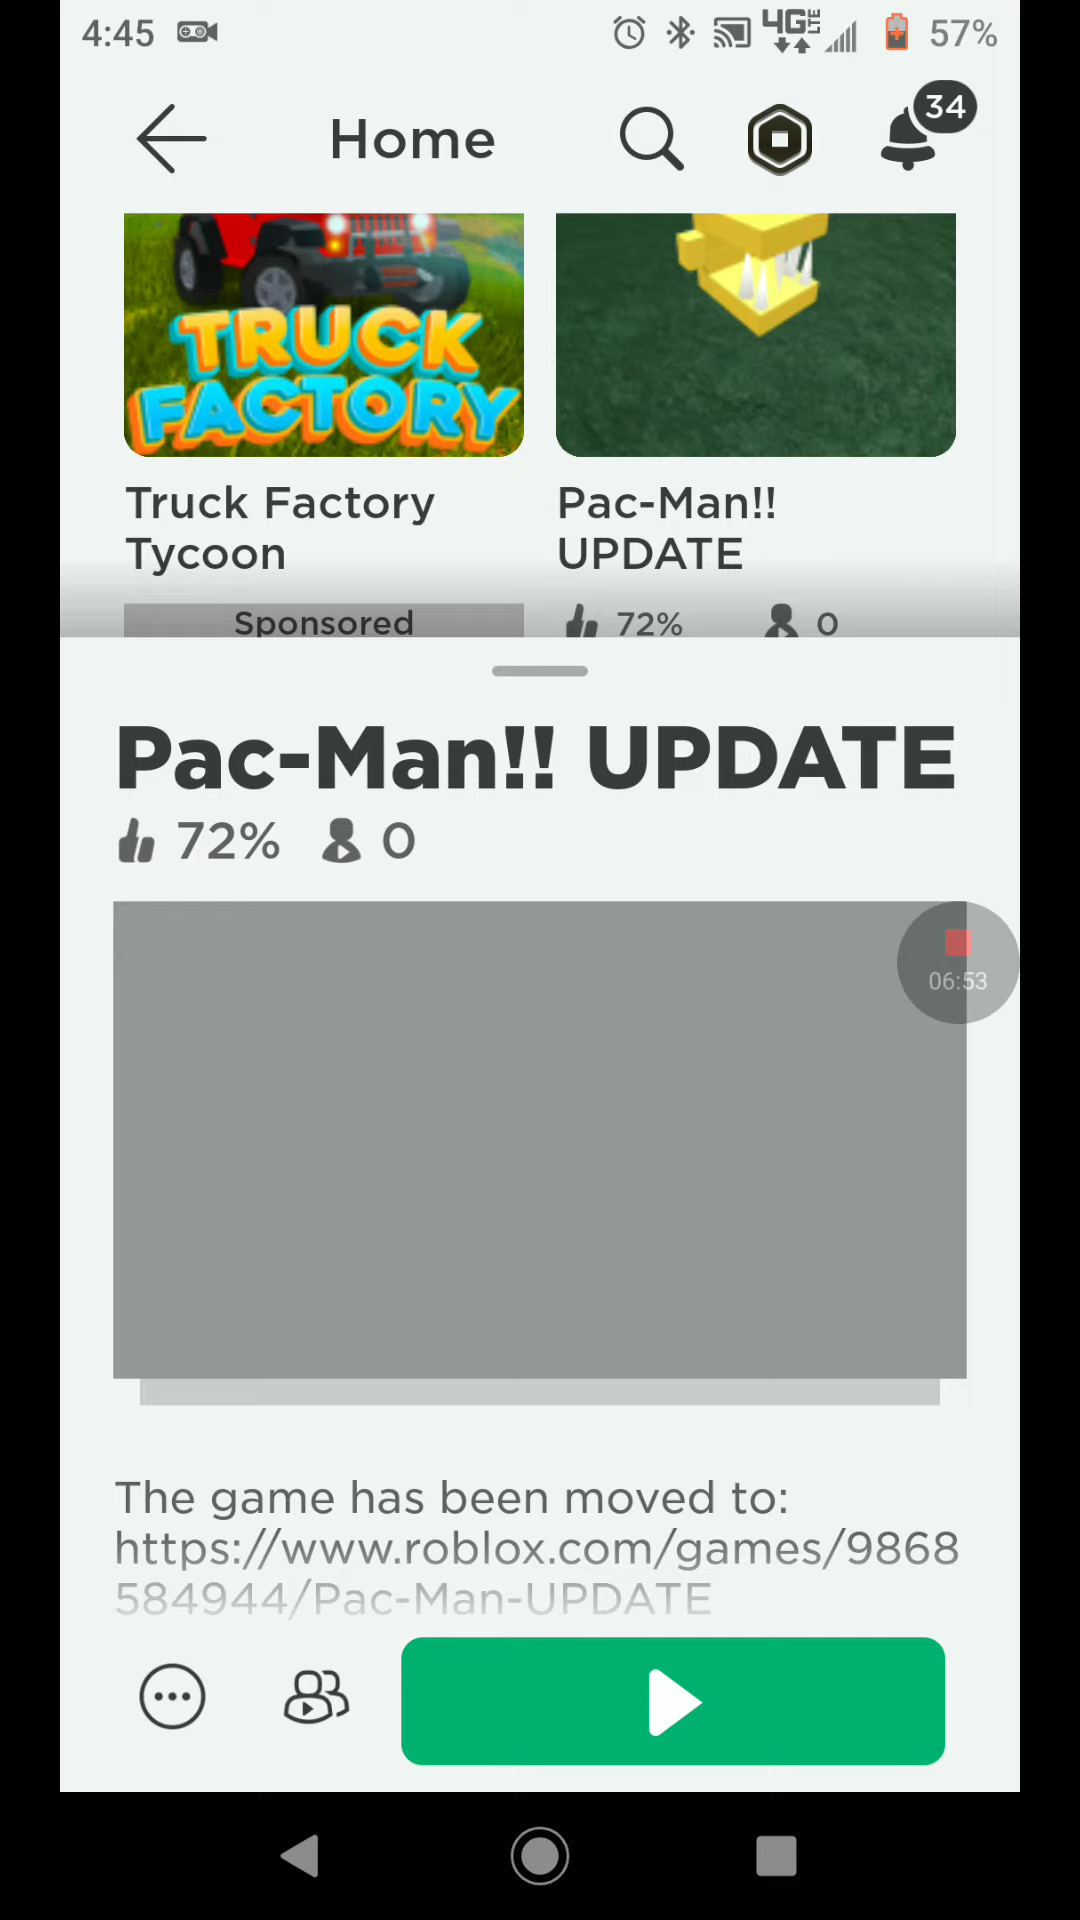 4:45
4G LTE
57%
Home
34
TRUCK
FACTORY
Truck Factory
Tycoon
Pac-Man!!
UPDATE
Sponsored
72% 0
Pac-Man!! UPDATE
72% 0
06:53
The game has been moved to:
https://www.roblox.com/games/9868
584944/Pac-Man-UPDATE